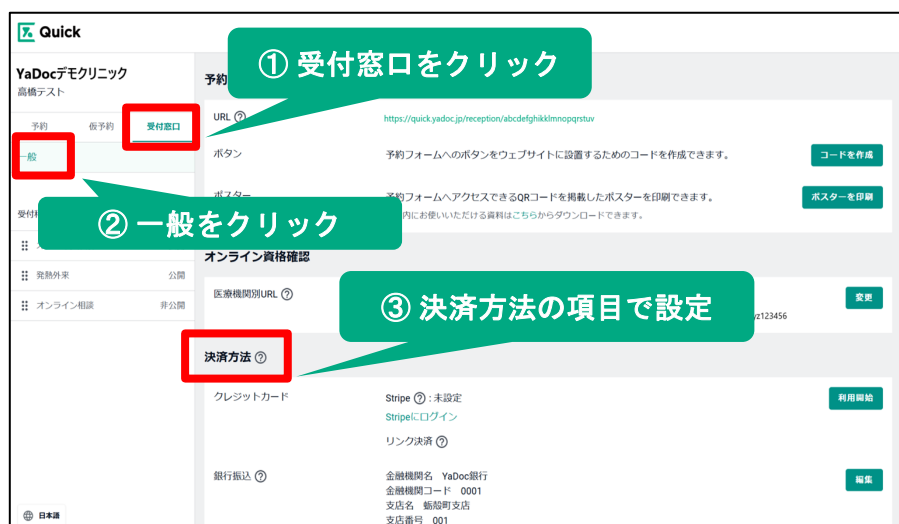 Quick
① 受付窓口をクリック
YaDocデモクリニック
高橋テスト
予約
予約
仮予約
受付窓口
URL
https://quick.yadoc.jp/reception/abcdefghikklmnopqrstuv
一般
ボタン
予約フォームへのボタンをウェブサイトに設置するためのコードを作成できます。
コードを作成
ポスター
予約フォームへアクセスできるQRコードを掲載したポスターを印刷できます。
ポスターを印刷
内にお使いいただける資料はこちらからダウンロードできます。
受付
② 一般をクリック
オンライン資格確認
発熱外来
公開
オンライン相談
非公開
医療機関別URL
③ 決済方法の項目で設定
変更
yz123456
決済方法
クレジットカード
Stripe : 未設定
利用開始
Stripeにログイン
リンク決済
銀行振込
金融機関名 YaDoc銀行
編集
金融機関コード 0001
支店名 蛎殻町支店
支店番号 001
日本語